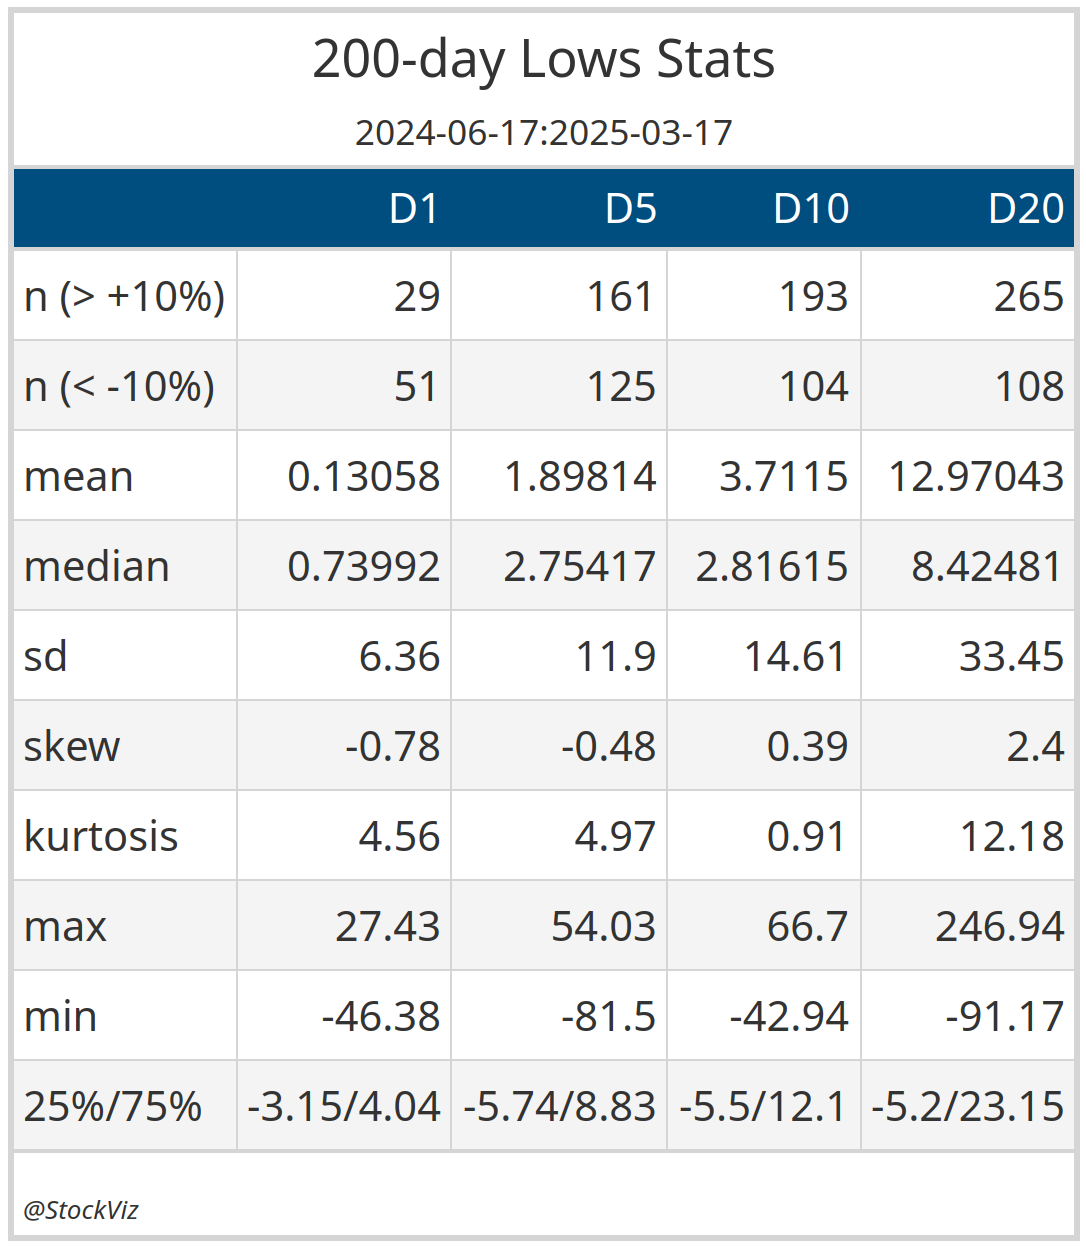 200-day Lows Stats
2024-06-17:2025-03-17
D1 D5 D10 D20
n (> +10%) 29 161 193 265
n (< -10%) 51 125 104 108
mean 0.13058 1.89814 3.7115 12.97043
median 0.73992 2.75417 2.81615 8.42481
sd 6.36 11.9 14.61 33.45
skew -0.78 -0.48 0.39 2.4
kurtosis 4.56 4.97 0.91 12.18
max 27.43 54.03 66.7 246.94
min -46.38 -81.5 -42.94 -91.17
25%/75% -3.15/4.04 -5.74/8.83 -5.5/12.1 -5.2/23.15
@StockViz